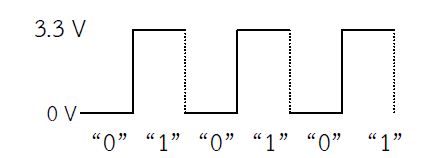 3.3 V
0 V
“0” “1” “0” “1” “0” “1”